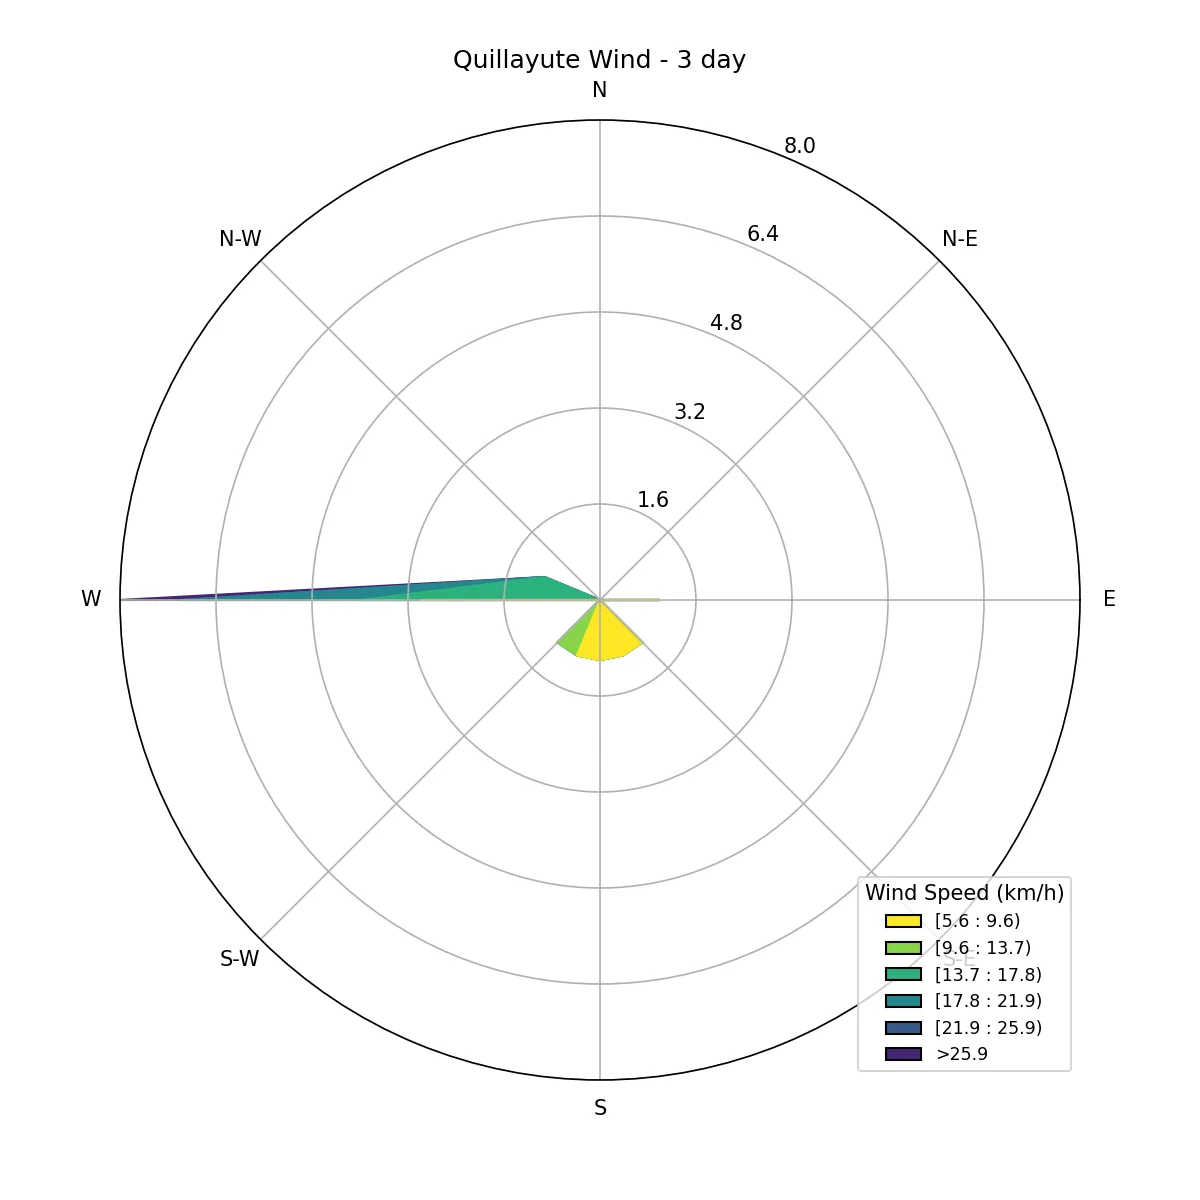 Quillayute Wind - 3 day
N
8.0
N-W
6.4
N-E
4.8
3.2
1.6
W
E
Wind Speed (km/h)
[5.6 : 9.6)
[9.6 : 13.7)
S-W
S-E
[13.7 : 17.8)
[17.8 : 21.9)
[21.9 : 25.9)
>25.9
S